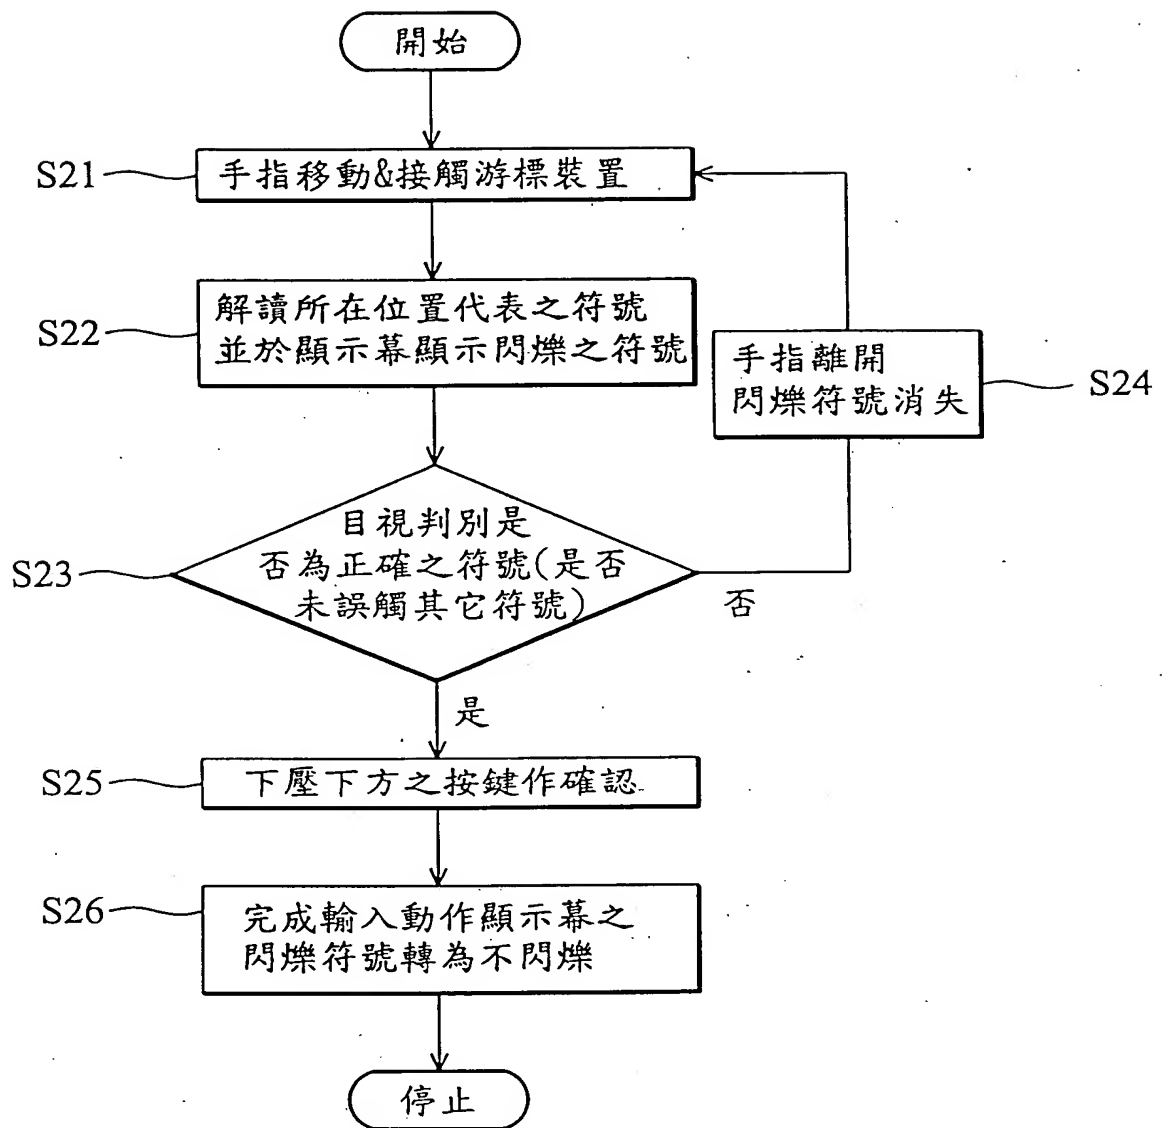 開始
S21
手指移動&接觸游標裝置
S22
解讀所在位置代表之符號
並於顯示幕顯示閃爍之符號
手指離開
閃爍符號消失
S24
S23
目視判別是
否為正確之符號(是否
未誤觸其它符號)
否
是
S25
下壓下方之按鍵作確認
S26
完成輸入動作顯示幕之
閃爍符號轉為不閃爍
停止